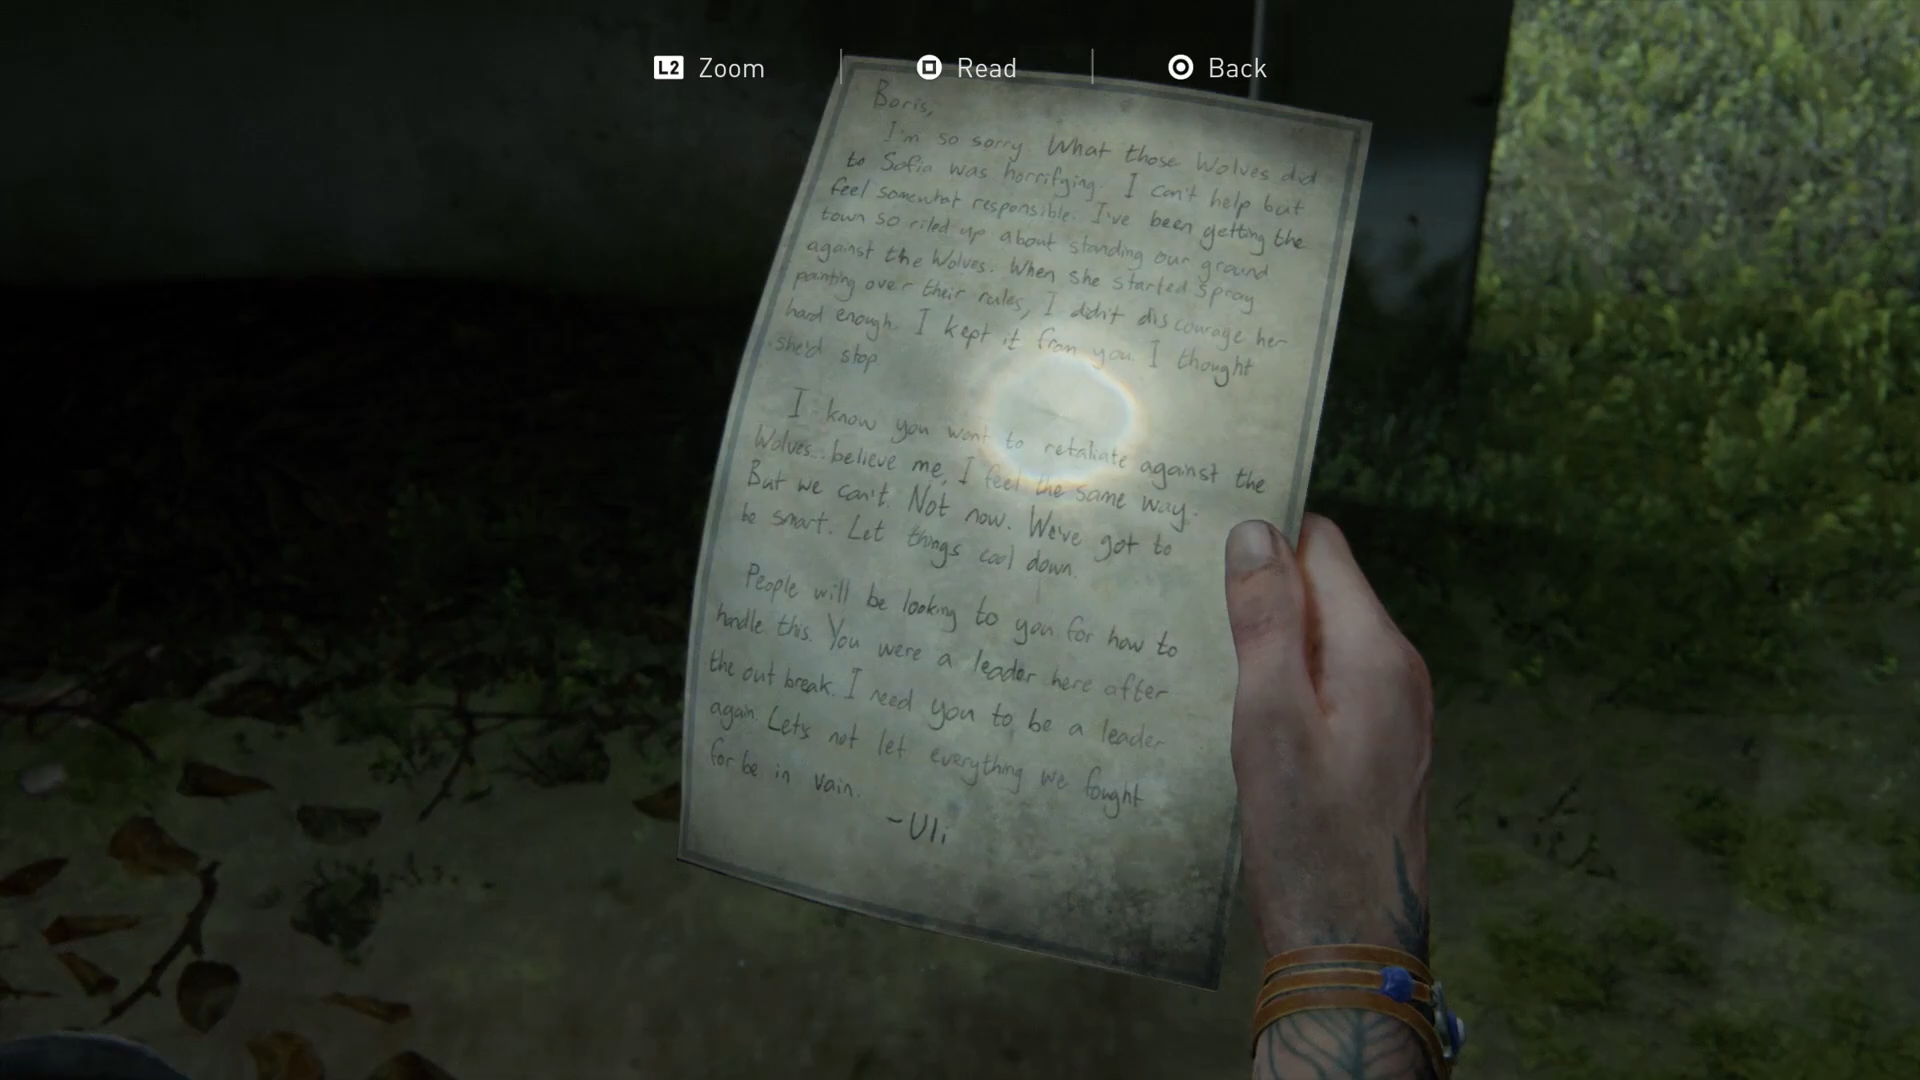 L2 Zoom
Read
Back
Boris,
I'm so sorry. What those Wolves did
to Sofia was horrifying. I can't help but
feel somewhat responsible. I've been getting the
town so riled up about standing our ground
against the Wolves. When she started spray
painting over their rules, I didn't discourage her
hard enough. I kept it from you. I thought
she'd stop.
I know you want to retaliate against the
Wolves... believe me, I feel the same way.
But we can't. Not now. We've got to
be smart. Let things cool down.
People will be looking to you for how to
handle this. You were a leader here after
the out break. I need you to be a leader
again. Let's not let everything we fought
for be in vain.
-Uli